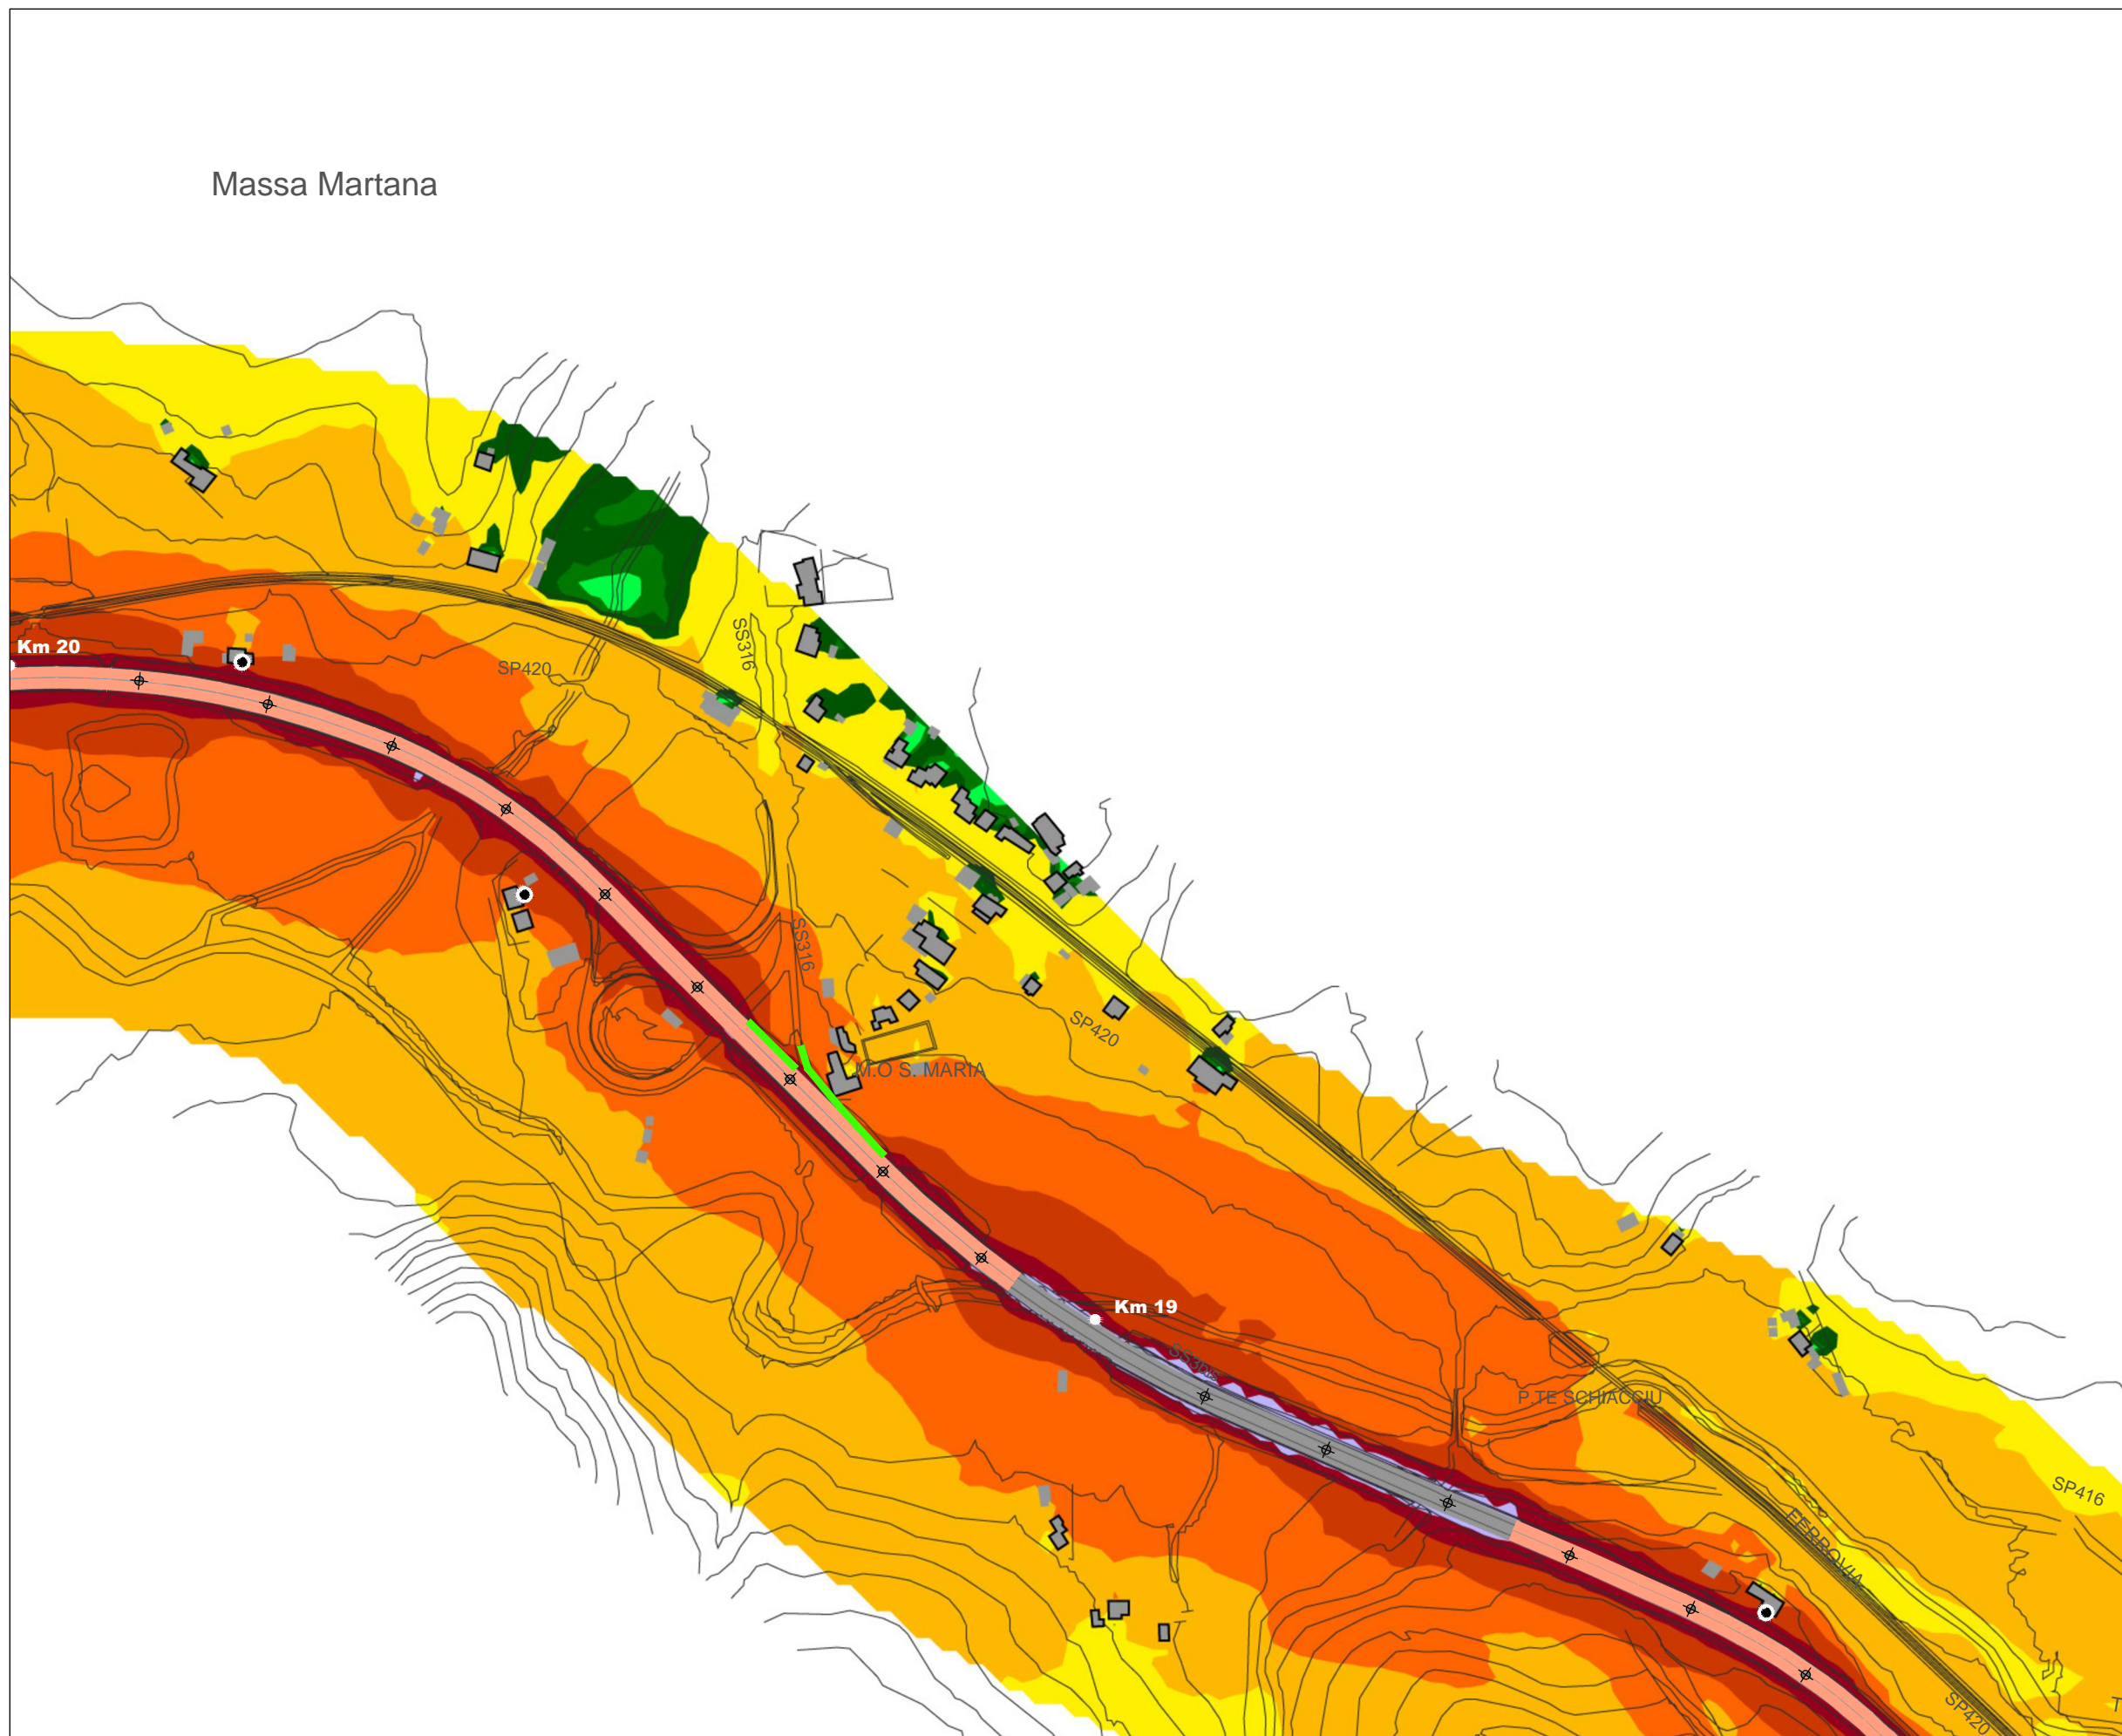 Massa Martana
SS316
Km 20
SP420
SS316
SP420
M.O S. MARIA
Km 19
P.TE SCHIACCIU
SP416
FERROVIA
SP420